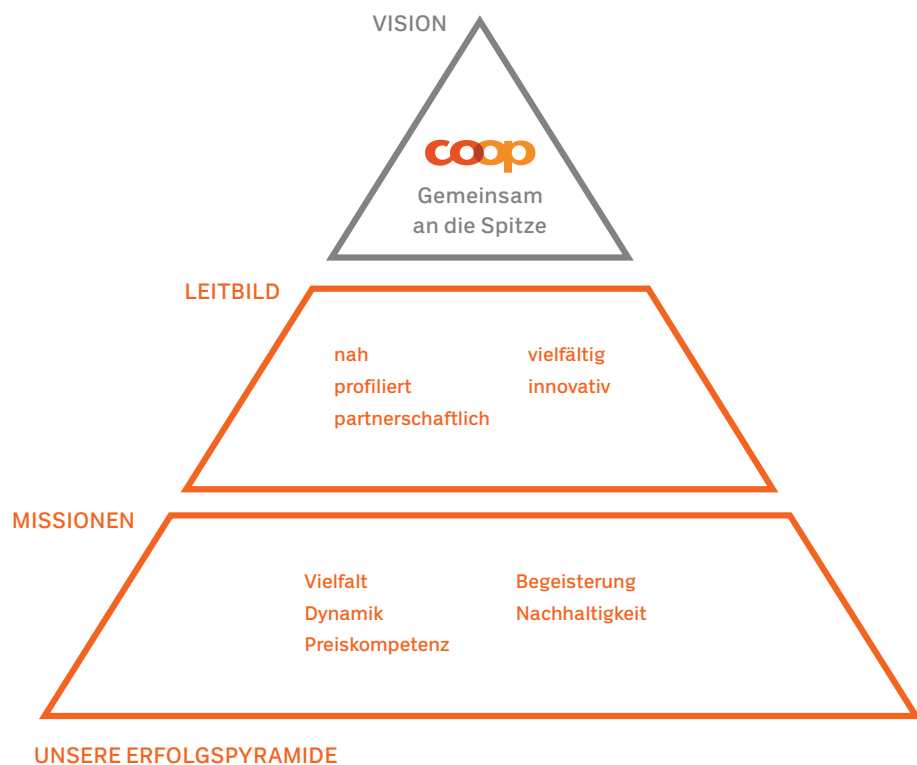 VISION
coop
Gemeinsam
an die Spitze
LEITBILD
nah
profiliert
partnerschaftlich
vielfältig
innovativ
MISSIONEN
Vielfalt
Dynamik
Preiskompetenz
Begeisterung
Nachhaltigkeit
UNSERE ERFOLGSPYRAMIDE